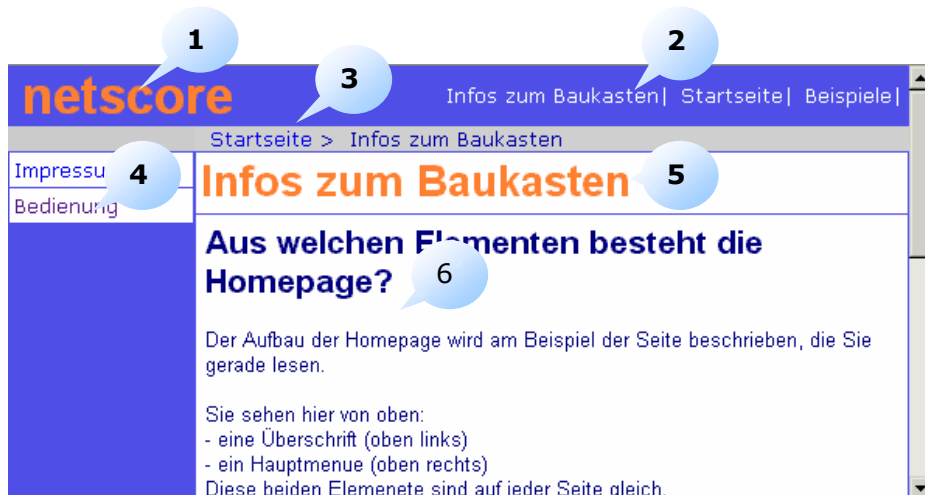 1
2
3
netscore
Infos zum Baukasten| Startseite| Beispiele|
Startseite > Infos zum Baukasten
4
5
Bedienung
Infos zum Baukasten
Aus welchen Elementen besteht die
Homepage?
6
Der Aufbau der Homepage wird am Beispiel der Seite beschrieben, die Sie
gerade lesen.
Sie sehen hier von oben:
- eine Überschrift (oben links)
- ein Hauptmenue (oben rechts)
Diese beiden Elemenete sind auf jeder Seite gleich.